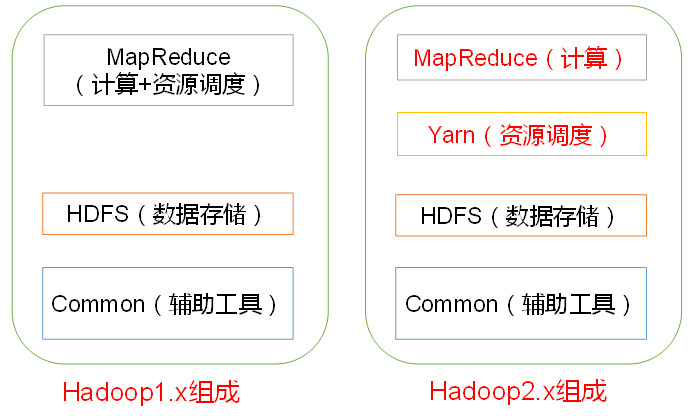 MapReduce
（计算+资源调度）
HDFS（数据存储）
Common（辅助工具）
Hadoop1.x组成
MapReduce（计算）
Yarn（资源调度）
HDFS（数据存储）
Common（辅助工具）
Hadoop2.x组成